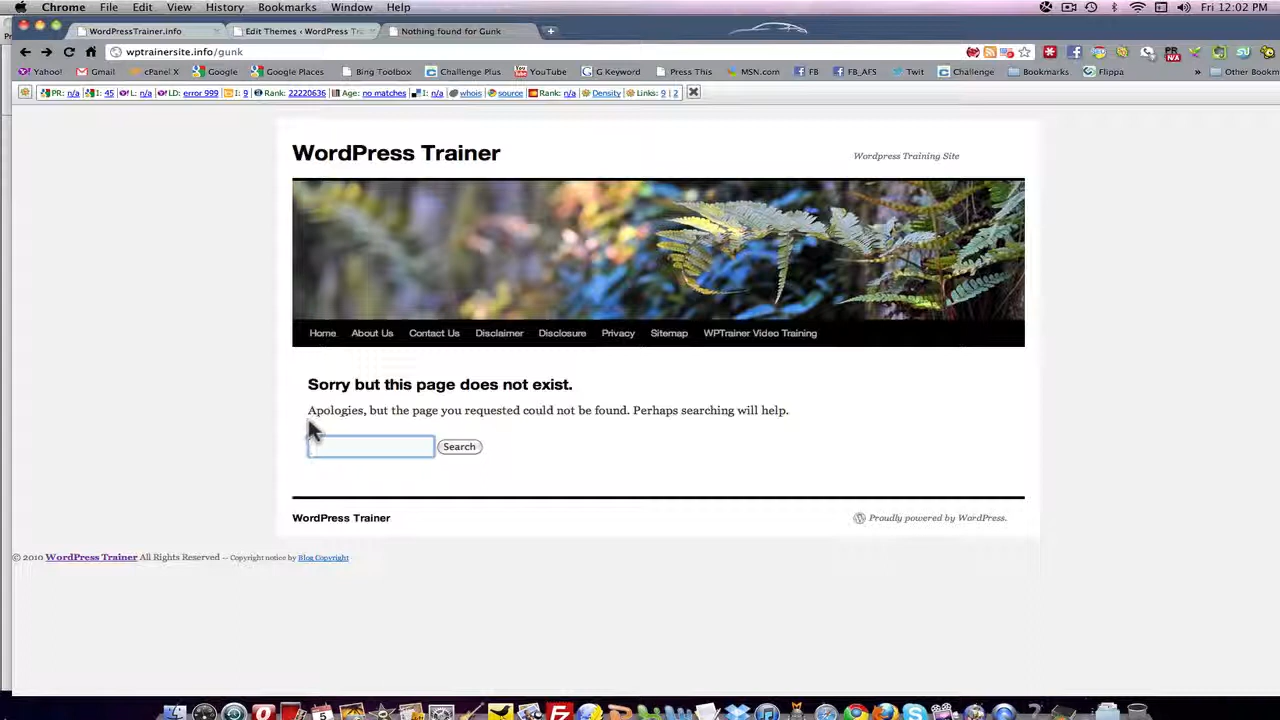 Chrome File Edit View History Bookmarks Window Help Fri 12:02 PM
WordPressTrainer.info Edit Themes ‹ WordPress Tra Nothing found for Gunk
wptrainersite.info/gunk
Yahoo! Gmail cPanel X Google Google Places Bing Toolbox Challenge Plus YouTube G Keyword Press This MSN.com FB FB_AFS Twit Challenge Bookmarks Flippa » Other Bookm
PR: n/a I: 45 L: n/a LD: error 999 I: 9 Rank: 22220636 Age: no matches I: n/a whois source Rank: n/a Density Links: 9 | 2
WordPress Trainer
Wordpress Training Site
Home About Us Contact Us Disclaimer Disclosure Privacy Sitemap WPTrainer Video Training
Sorry but this page does not exist.
Apologies, but the page you requested could not be found. Perhaps searching will help.
Search
WordPress Trainer
Proudly powered by WordPress.
© 2010 WordPress Trainer All Rights Reserved -- Copyright notice by Blog Copyright